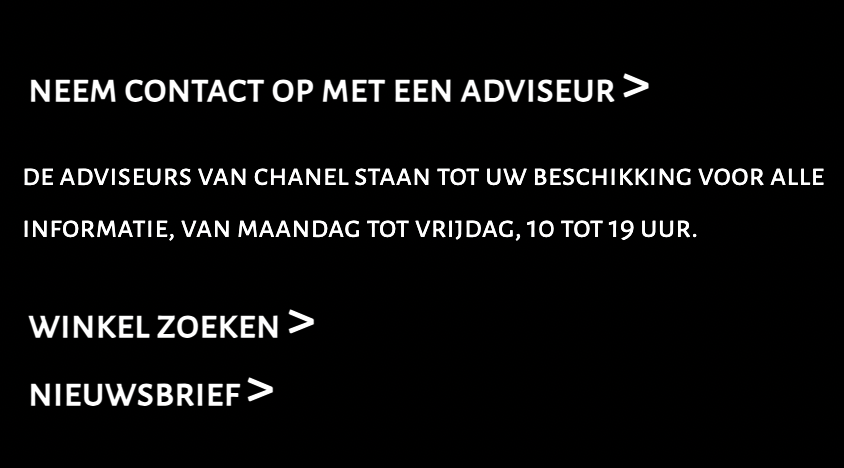 NEEM CONTACT OP MET EEN ADVISEUR >
DE ADVISEURS VAN CHANEL STAAN TOT UW BESCHIKKING VOOR ALLE
INFORMATIE, VAN MAANDAG TOT VRIJDAG, 10 TOT 19 UUR.
WINKEL ZOEKEN >
NIEUWSBRIEF >